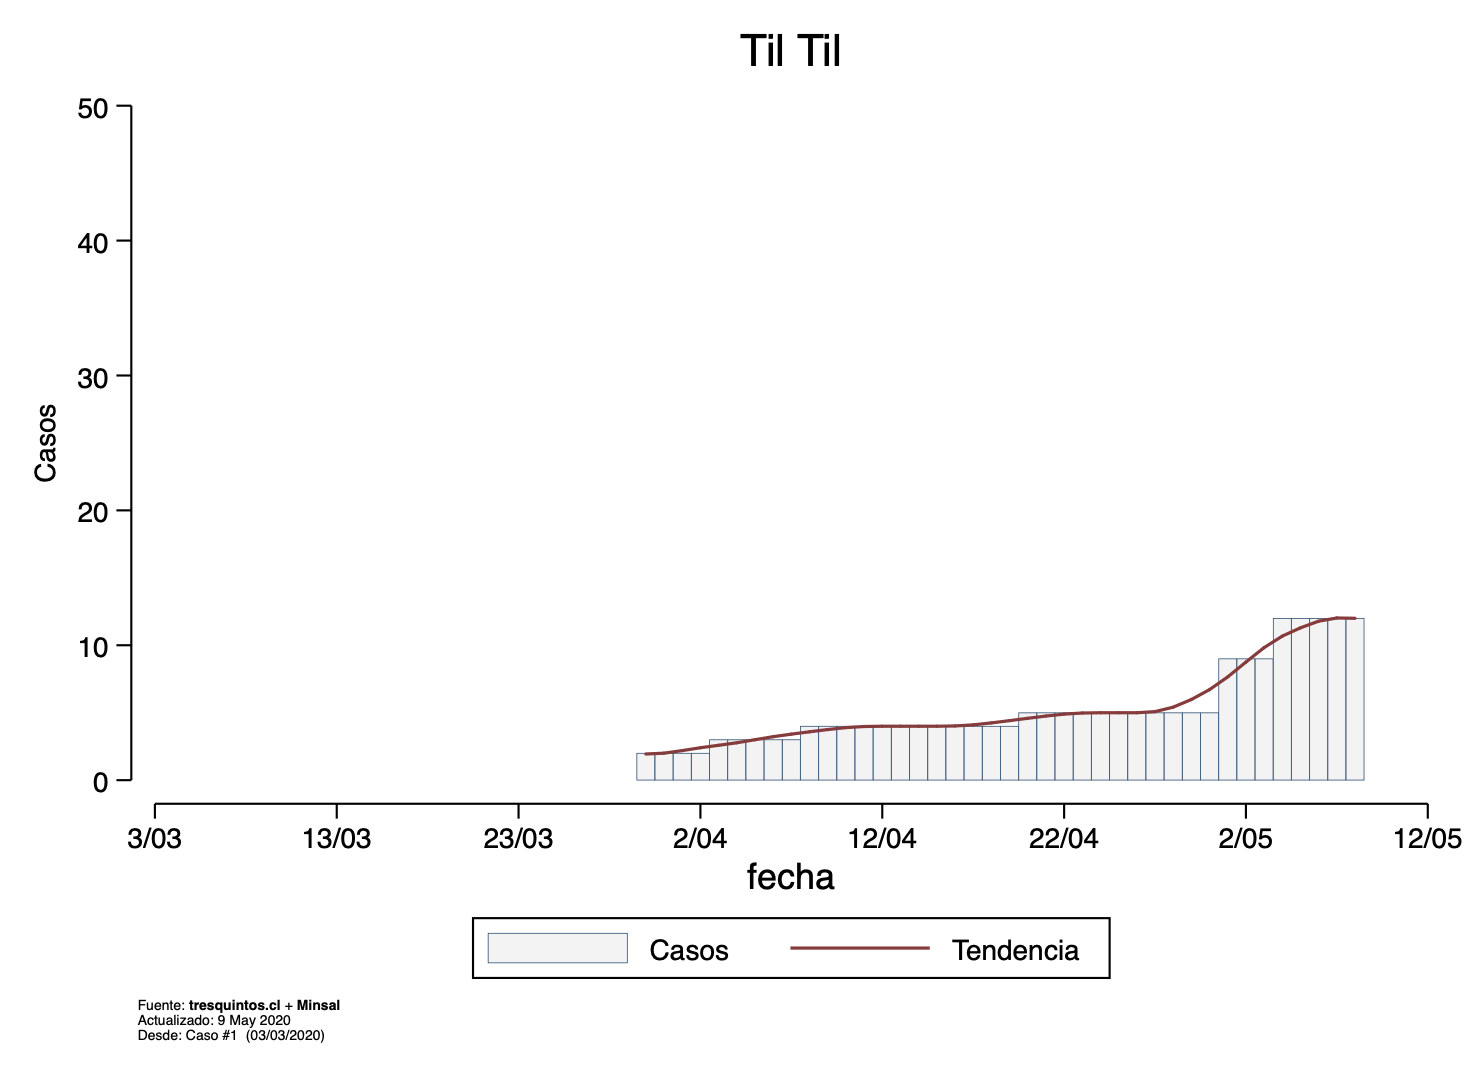 Til Til
50
40
30
20
10
0
Casos
3/03 13/03 23/03 2/04 12/04 22/04 2/05 12/05
fecha
Casos Tendencia
Fuente: tresquintos.cl + Minsal
Actualizado: 9 May 2020
Desde: Caso #1 (03/03/2020)